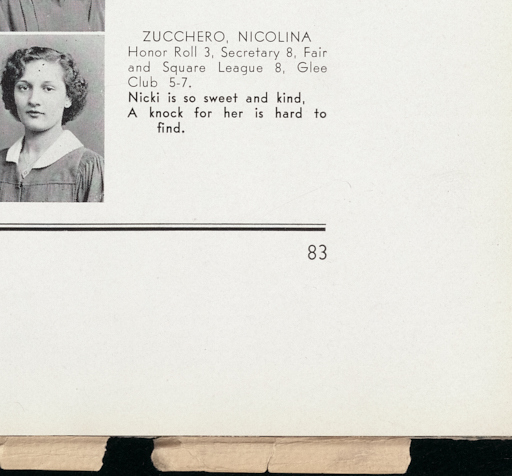 ZUCCHERO, NICOLINA
Honor Roll 3, Secretary 8, Fair
and Square League 8, Glee
Club 5-7.
Nicki is so sweet and kind,
A knock for her is hard to
find.
83